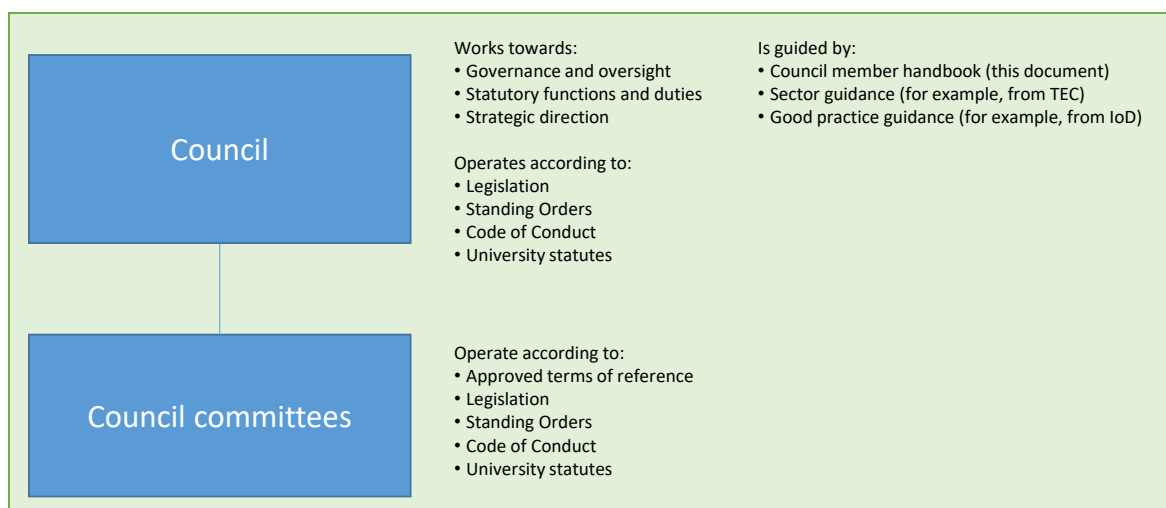 Council
Works towards:
• Governance and oversight
• Statutory functions and duties
• Strategic direction
Is guided by:
• Council member handbook (this document)
• Sector guidance (for example, from TEC)
• Good practice guidance (for example, from IoD)
Operates according to:
• Legislation
• Standing Orders
• Code of Conduct
• University statutes
Council committees
Operate according to:
• Approved terms of reference
• Legislation
• Standing Orders
• Code of Conduct
• University statutes